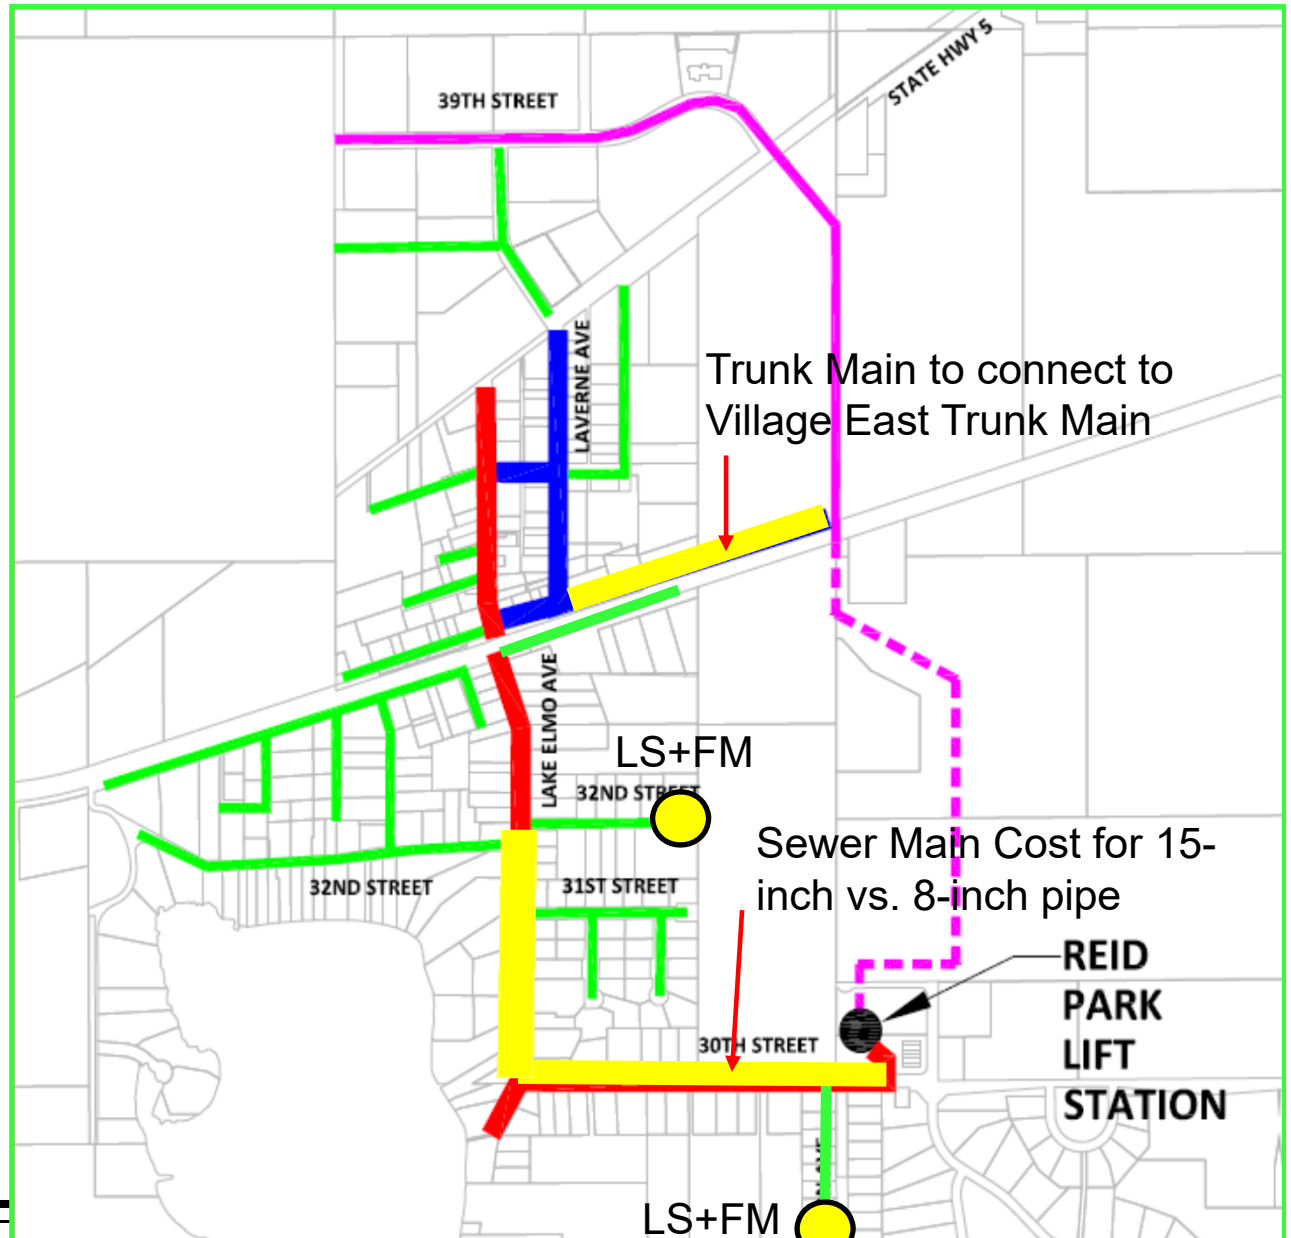 STATE HWY 5
39TH STREET
LAVERNE AVE
Trunk Main to connect to
Village East Trunk Main
LAKE ELMO AVE
LS+FM
32ND STREET
Sewer Main Cost for 15-
inch vs. 8-inch pipe
32ND STREET
31ST STREET
REID
PARK
LIFT
STATION
30TH STREET
AVE
LS+FM